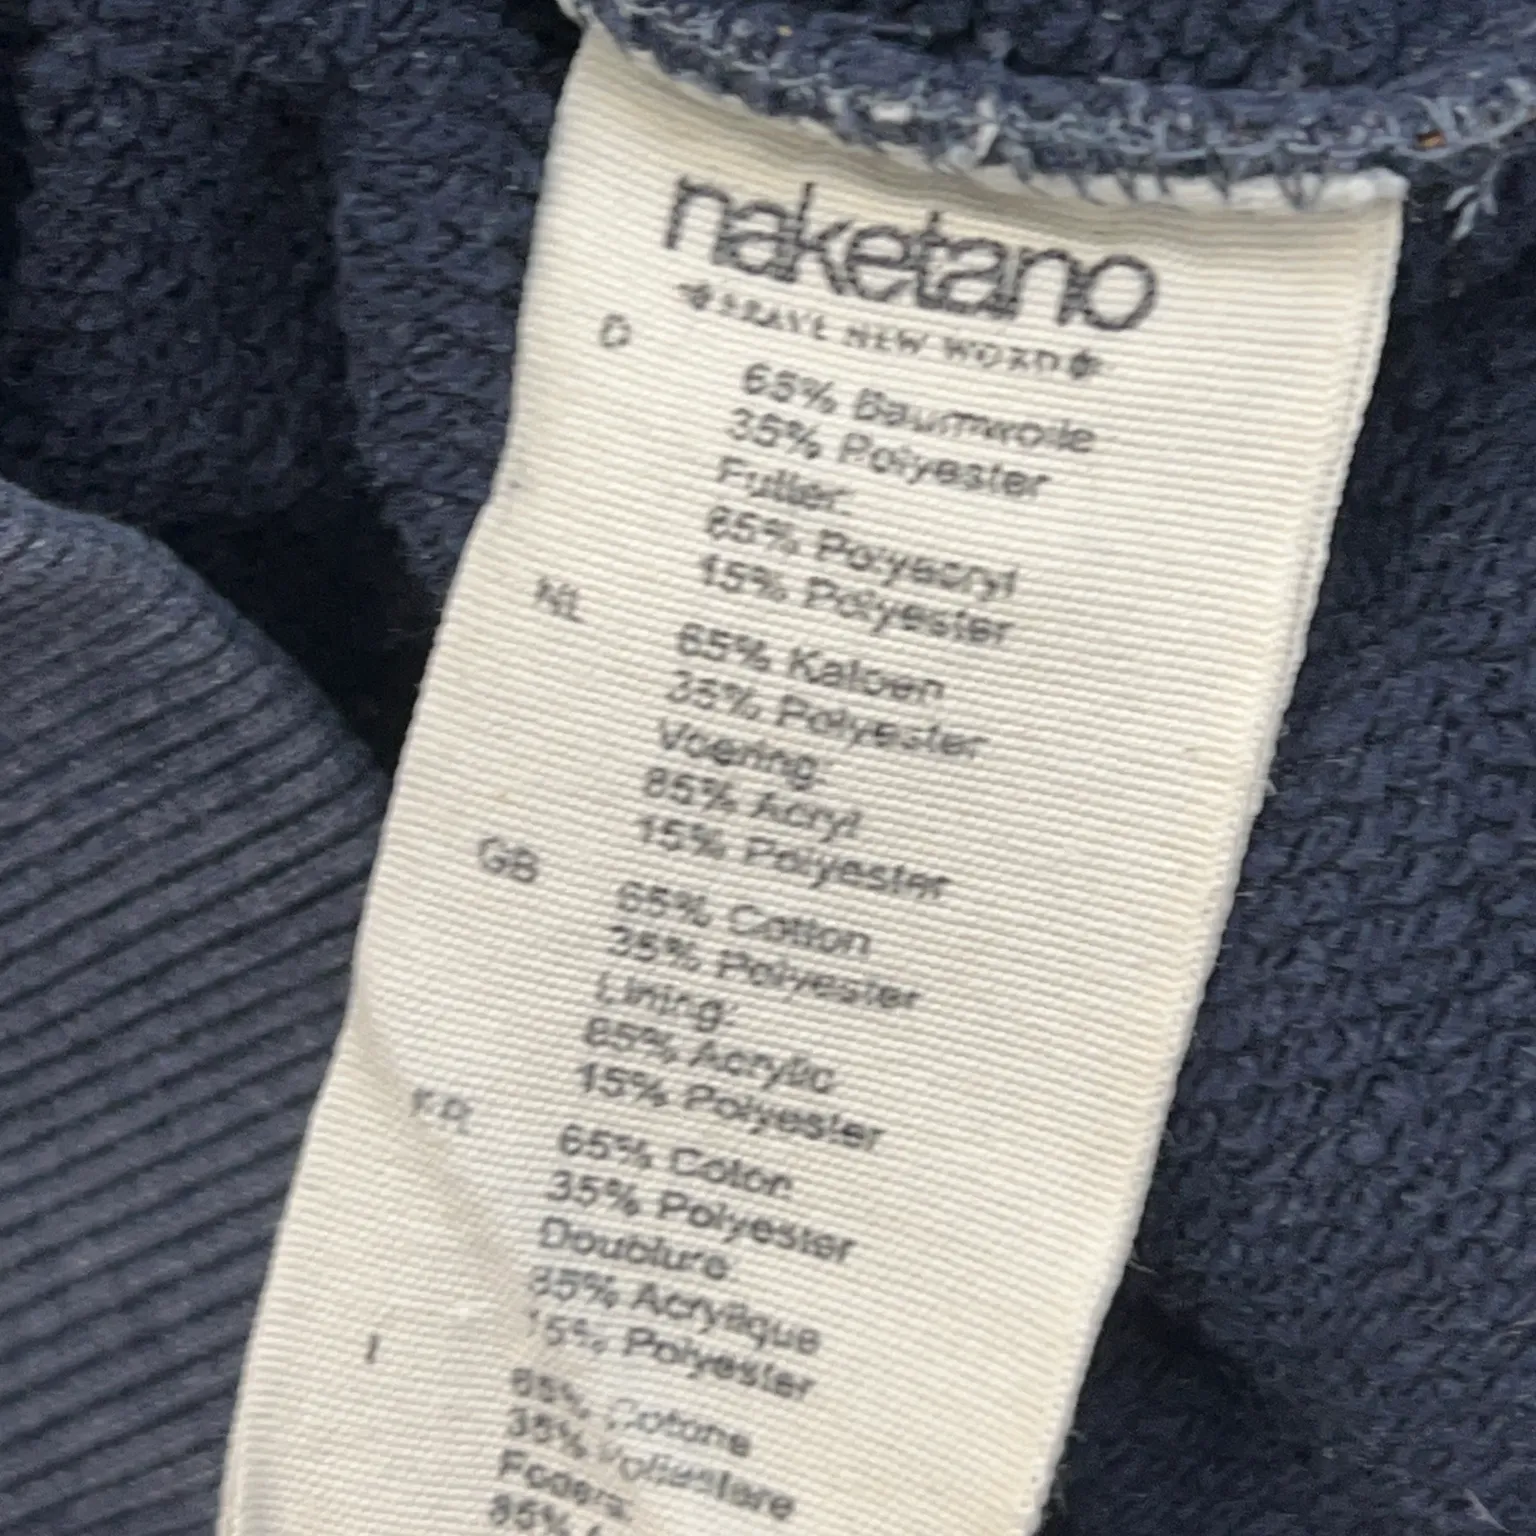 naketano
BRAVE NEW WORD
D
65% Baumwolle
35% Polyester
Futter:
85% Polyacryl
15% Polyester
NL
65% Katoen
35% Polyester
Voering:
85% Acryl
15% Polyester
GB
65% Cotton
35% Polyester
Lining:
85% Acrylic
15% Polyester
65% Coton
35% Polyester
Doublure
85% Acrylique
15% Polyester
I
65% Cotone
35% Poliestere
Fodera:
85%